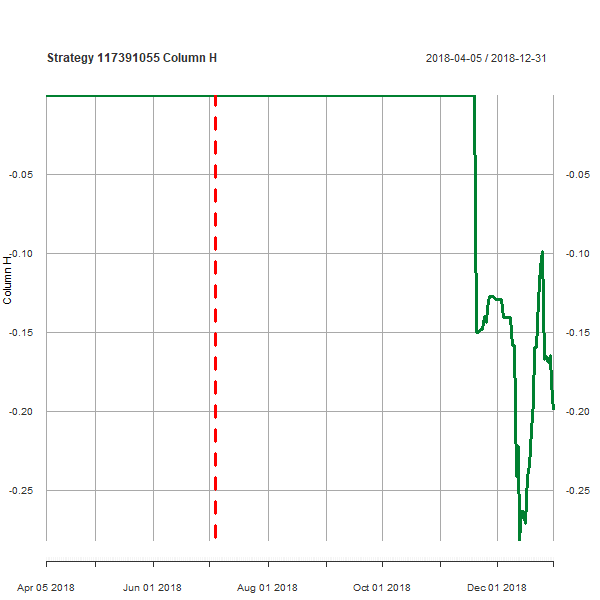 Strategy 117391055 Column H
2018-04-05 / 2018-12-31
-0.05 -0.05
-0.10 -0.10
Column H
-0.15 -0.15
-0.20 -0.20
-0.25 -0.25
Apr 05 2018 Jun 01 2018 Aug 01 2018 Oct 01 2018 Dec 01 2018